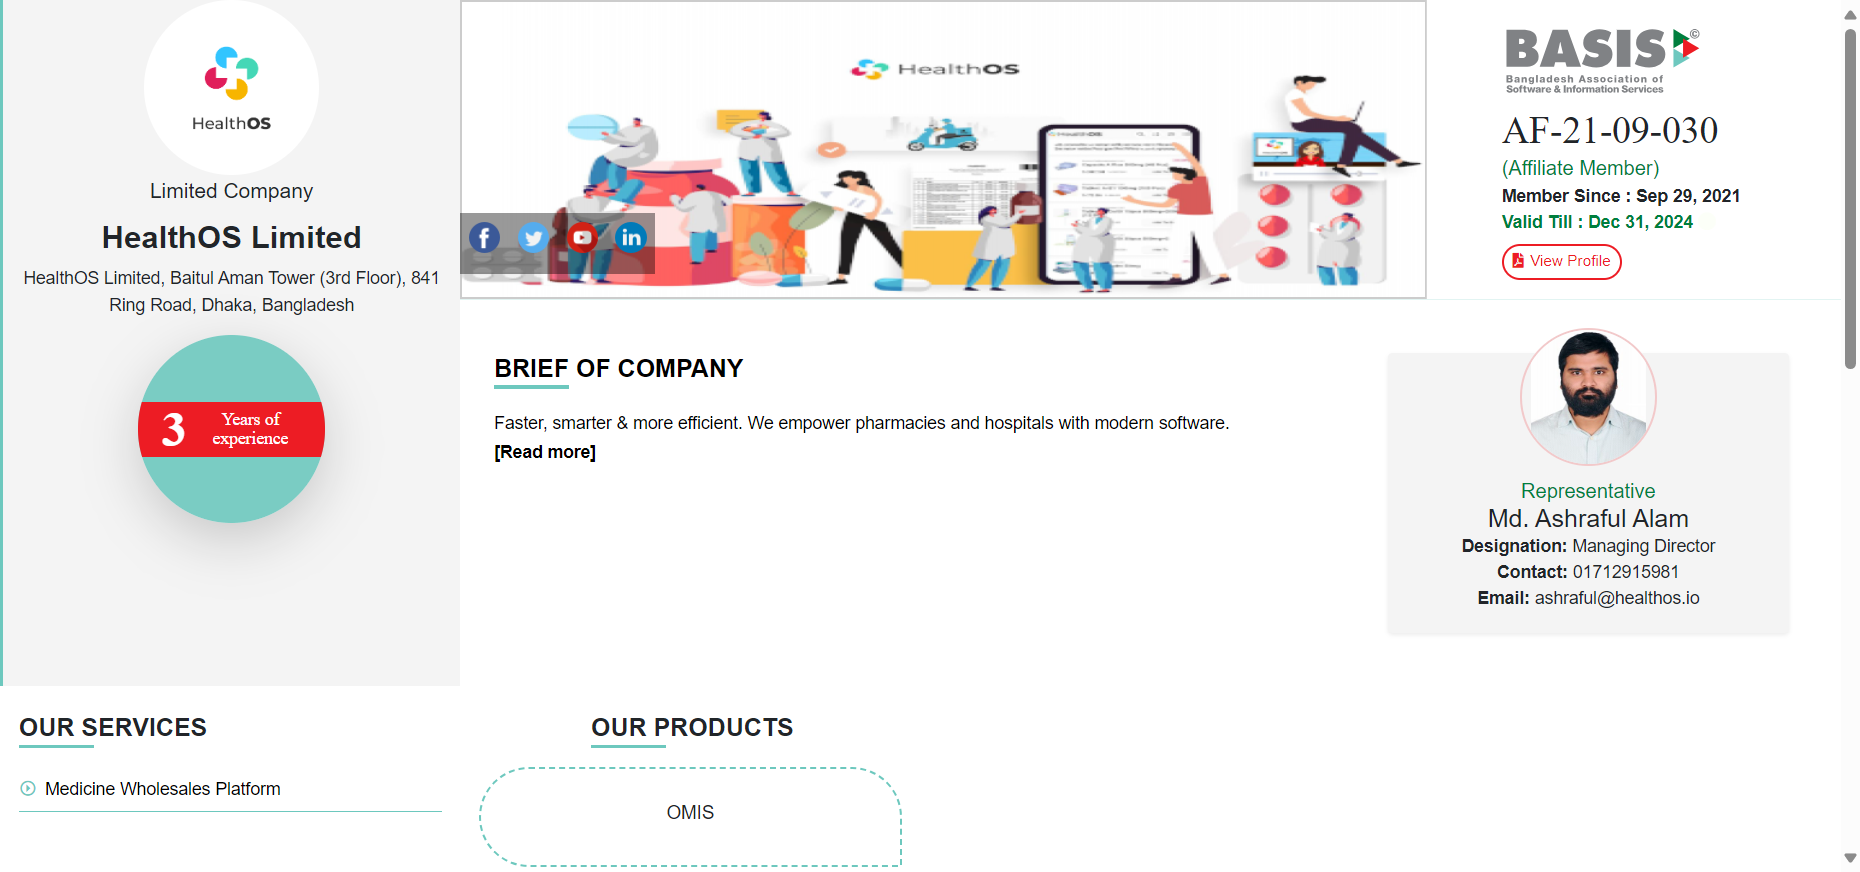 HealthOS
Limited Company
HealthOS Limited
HealthOS Limited, Baitul Aman Tower (3rd Floor), 841
Ring Road, Dhaka, Bangladesh
3 Years of
experience
HealthOS
BASIS©
Bangladesh Association of
Software & Information Services
AF-21-09-030
(Affiliate Member)
Member Since : Sep 29, 2021
Valid Till : Dec 31, 2024
View Profile
BRIEF OF COMPANY
Faster, smarter & more efficient. We empower pharmacies and hospitals with modern software.
[Read more]
Representative
Md. Ashraful Alam
Designation: Managing Director
Contact: 01712915981
Email: ashraful@healthos.io
OUR SERVICES
Medicine Wholesales Platform
OUR PRODUCTS
OMIS